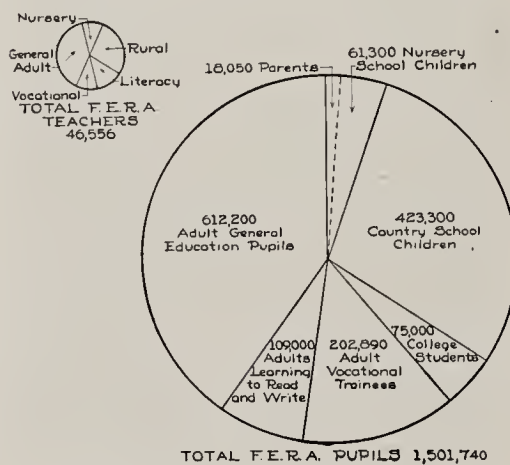 Nursery
General
Adult
Rural
Vocational
Literacy
TOTAL F.E.R.A.
TEACHERS
46,556
18,050 Parents
61,300 Nursery
School Children
612,200
Adult General
Education Pupils
423,300
Country School
Children
109,000
Adults
Learning
to Read
and Write
202,890
Adult
Vocational
Trainees
75,000
College
Students
TOTAL F.E.R.A. PUPILS 1,501,740